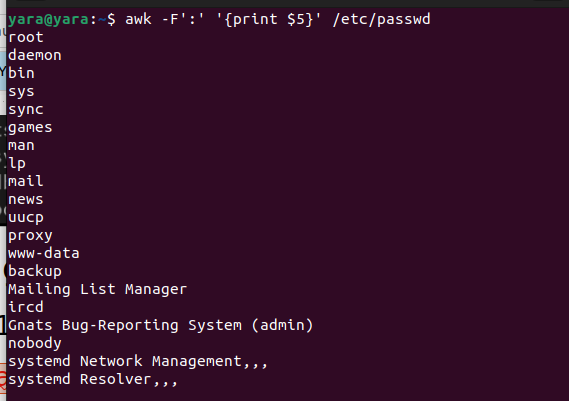 yara@yara:~$ awk -F':' '{print $5}' /etc/passwd
root
daemon
bin
sys
sync
games
man
lp
mail
news
uucp
proxy
www-data
backup
Mailing List Manager
ircd
Gnats Bug-Reporting System (admin)
nobody
systemd Network Management,,,
systemd Resolver,,,